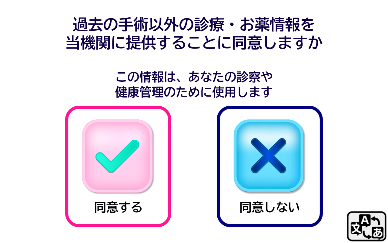 過去の手術以外の診療・お薬情報を
当機関に提供することに同意しますか
この情報は、あなたの診察や
健康管理のために使用します
同意する
同意しない
文 A あ